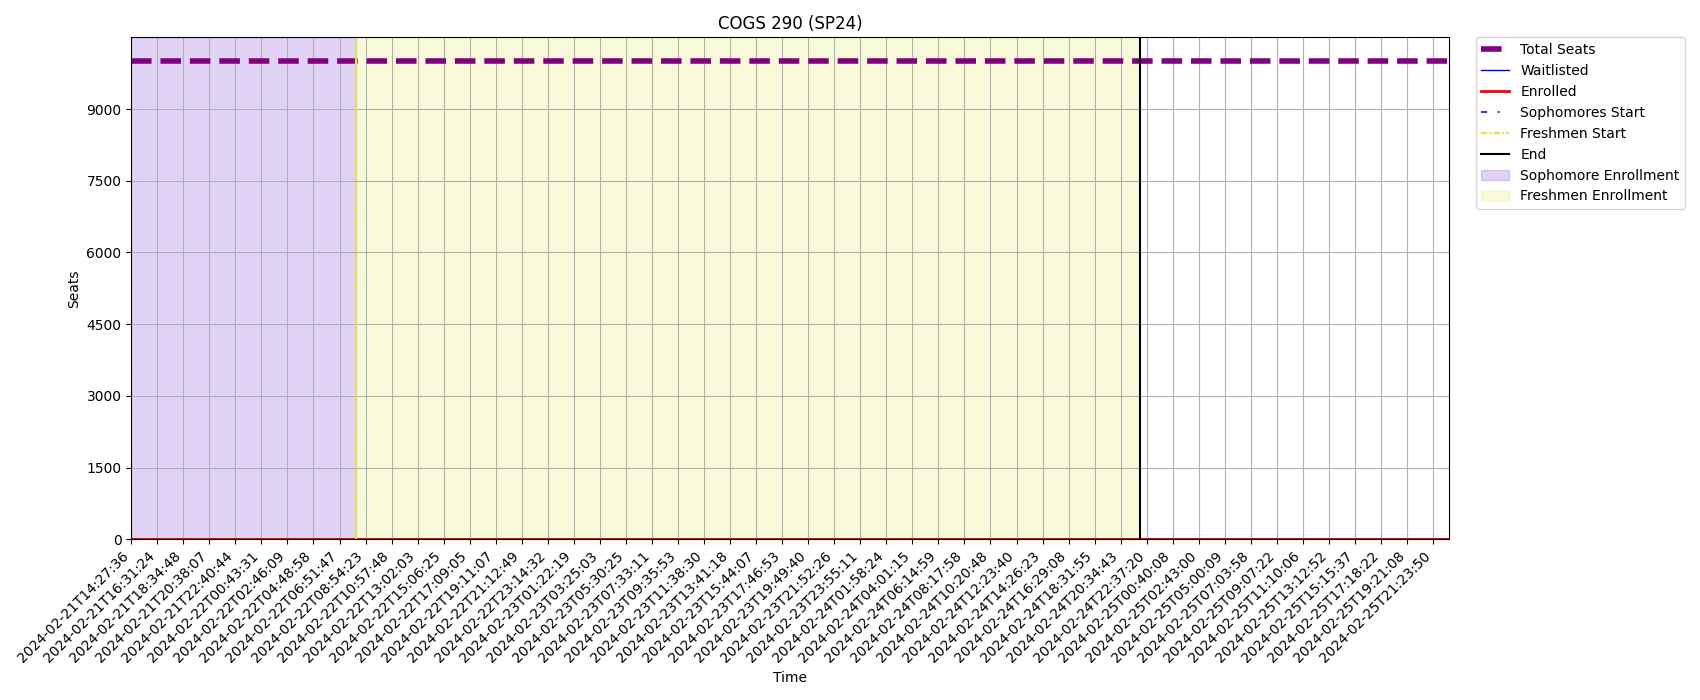 COGS 290 (SP24)
Total Seats
Waitlisted
Enrolled
Sophomores Start
Freshmen Start
End
Sophomore Enrollment
Freshmen Enrollment
Seats
9000
7500
6000
4500
3000
1500
0
2024-02-21T14:27:36
2024-02-21T16:31:24
2024-02-21T18:34:48
2024-02-21T20:38:07
2024-02-21T22:40:44
2024-02-22T00:43:31
2024-02-22T02:46:09
2024-02-22T04:48:58
2024-02-22T06:51:47
2024-02-22T08:54:23
2024-02-22T10:57:48
2024-02-22T13:02:03
2024-02-22T15:06:25
2024-02-22T17:09:05
2024-02-22T19:11:07
2024-02-22T21:12:49
2024-02-22T23:14:32
2024-02-23T01:22:19
2024-02-23T03:25:03
2024-02-23T05:30:25
2024-02-23T07:33:11
2024-02-23T09:35:53
2024-02-23T11:38:30
2024-02-23T13:41:18
2024-02-23T15:44:07
2024-02-23T17:46:53
2024-02-23T19:49:40
2024-02-23T21:52:26
2024-02-23T23:55:11
2024-02-24T01:58:24
2024-02-24T04:01:15
2024-02-24T06:14:59
2024-02-24T08:17:58
2024-02-24T10:20:48
2024-02-24T12:23:40
2024-02-24T14:26:23
2024-02-24T16:29:08
2024-02-24T18:31:55
2024-02-24T20:34:43
2024-02-24T22:37:20
2024-02-25T00:40:08
2024-02-25T02:43:00
2024-02-25T05:00:09
2024-02-25T07:03:58
2024-02-25T09:07:22
2024-02-25T11:10:06
2024-02-25T13:12:52
2024-02-25T15:15:37
2024-02-25T17:18:22
2024-02-25T19:21:08
2024-02-25T21:23:50
Time